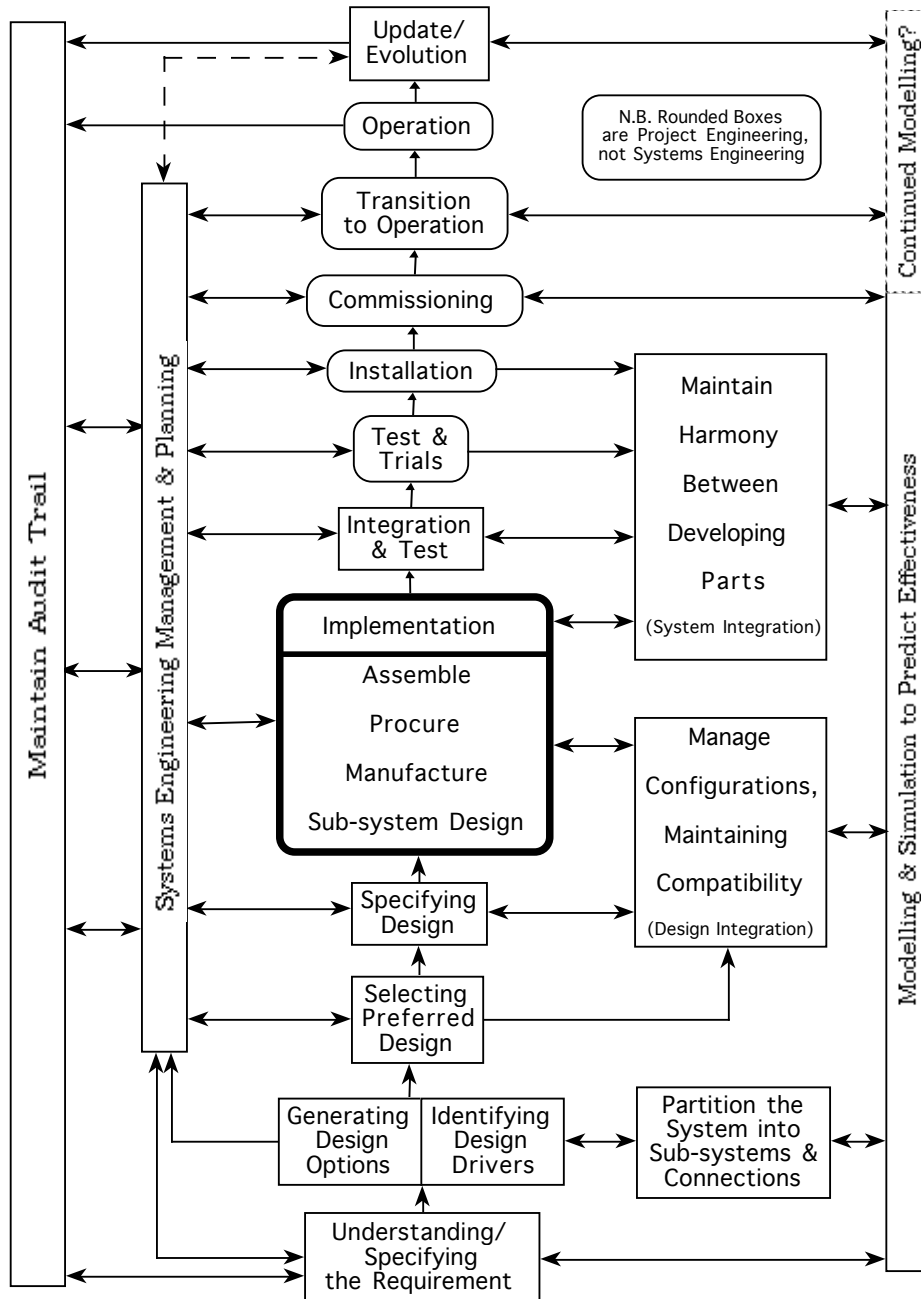 Update/
Evolution
Operation
N.B. Rounded Boxes
are Project Engineering,
not Systems Engineering
Continued Modelling?
Transition
to Operation
Commissioning
Installation
Test &
Trials
Integration
& Test
Maintain
Harmony
Between
Developing
Parts
(System Integration)
Maintain Audit Trail
Systems Engineering Management & Planning
Implementation
Assemble
Procure
Manufacture
Sub-system Design
Manage
Configurations,
Maintaining
Compatibility
(Design Integration)
Modelling & Simulation to Predict Effectiveness
Specifying
Design
Selecting
Preferred
Design
Generating
Design
Options
Identifying
Design
Drivers
Partition the
System into
Sub-systems &
Connections
Understanding/
Specifying
the Requirement